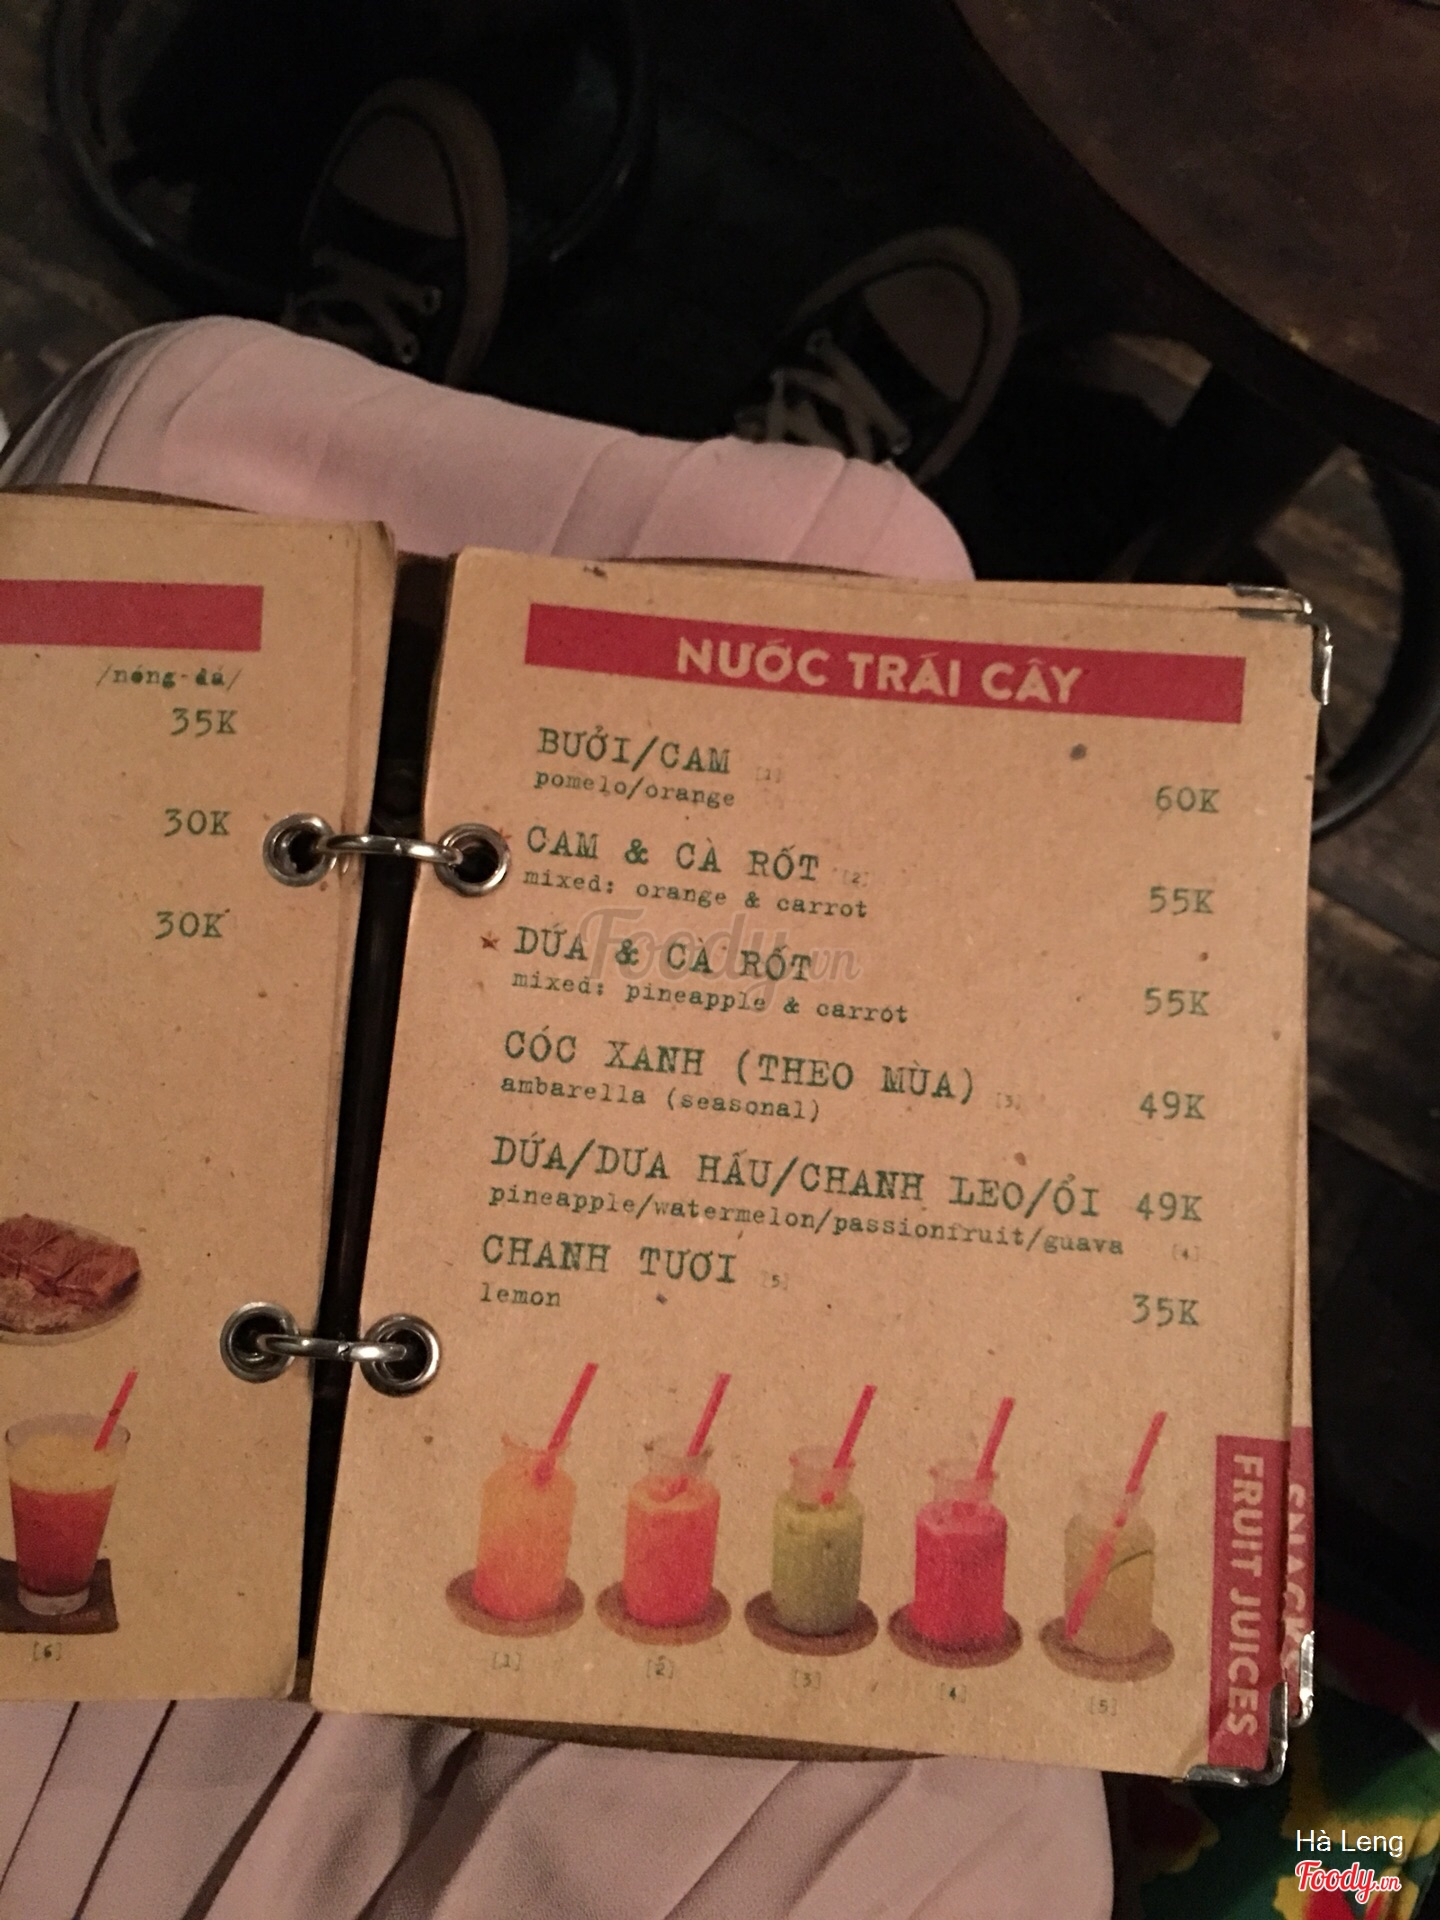 /nóng-đá/
35K
30K
30K
[6]
NƯỚC TRÁI CÂY
BƯỞI/CAM [1] 60K
pomelo/orange
CAM & CÀ RỐT [2] 55K
mixed: orange & carrot
DỨA & CÀ RỐT 55K
mixed: pineapple & carrot
CÓC XANH (THEO MÙA) [3] 49K
ambarella (seasonal)
DỨA/DƯA HẤU/CHANH LEO/ỔI 49K
pineapple/watermelon/passionfruit/guava [4]
CHANH TƯƠI [5] 35K
lemon
[1] [2] [3] [4] [5]
FRUIT JUICES
SNACKS
Foody.vn
Hà Leng
Foody.vn